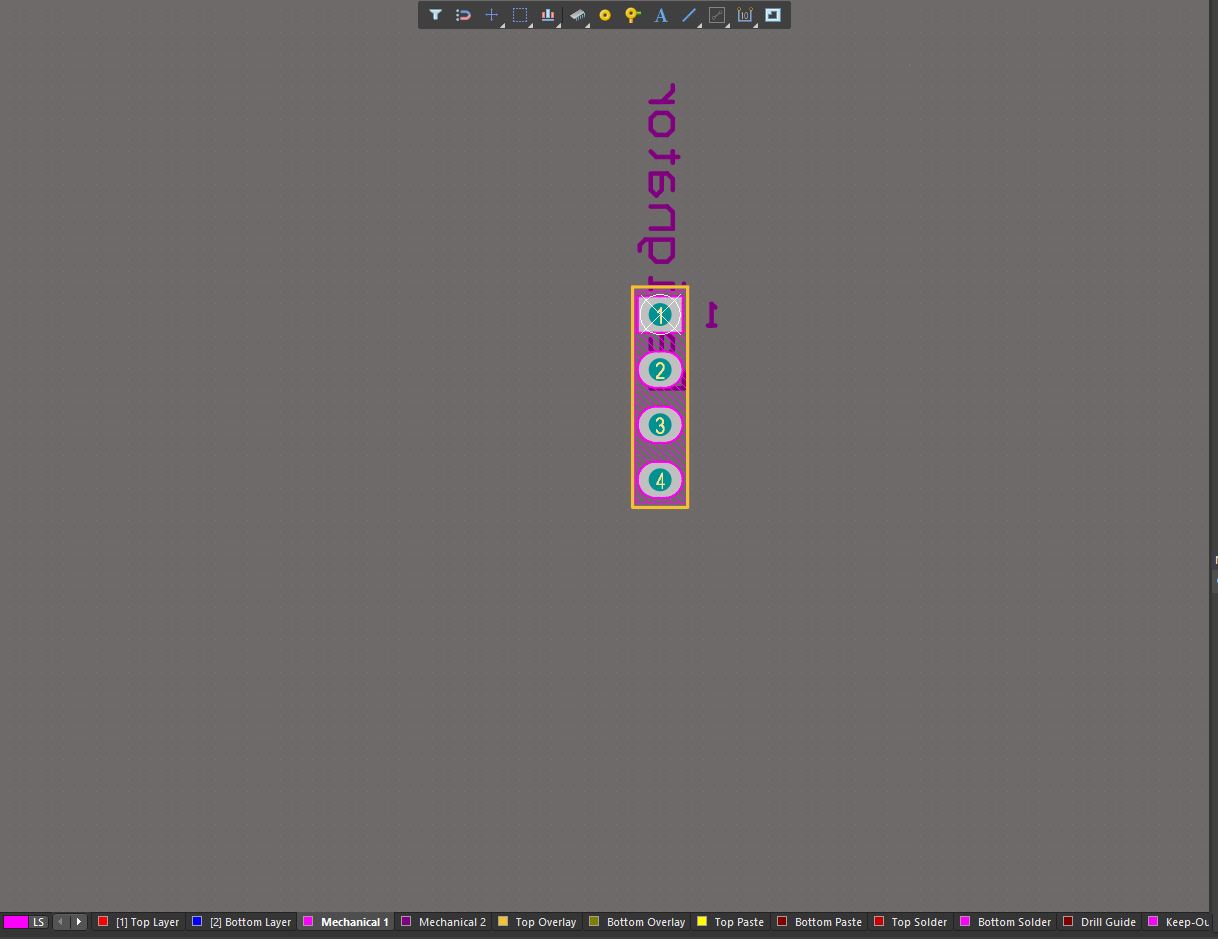 Designator
1
1
2
3
4
LS
[1] Top Layer
[2] Bottom Layer
Mechanical 1
Mechanical 2
Top Overlay
Bottom Overlay
Top Paste
Bottom Paste
Top Solder
Bottom Solder
Drill Guide
Keep-Ou